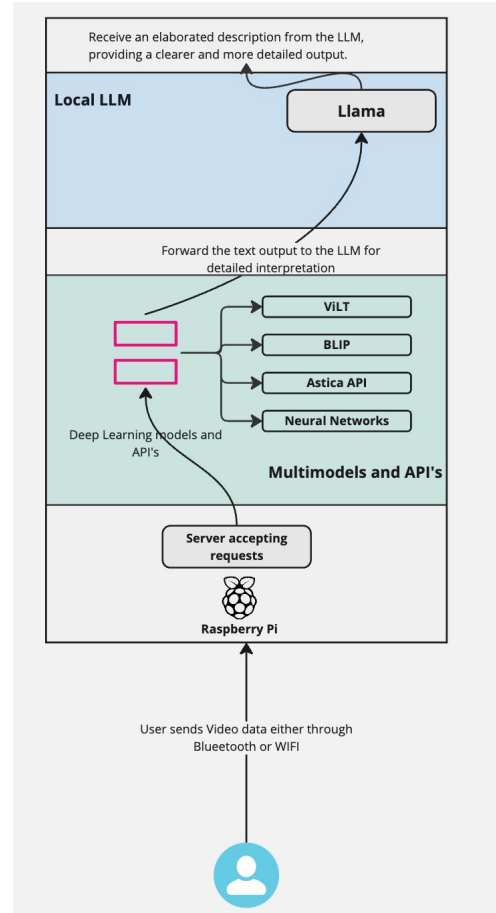 Receive an elaborated description from the LLM,
providing a clearer and more detailed output.
Local LLM
Llama
Forward the text output to the LLM for
detailed interpretation
ViLT
BLIP
Astica API
Neural Networks
Deep Learning models and
API's
Multimodels and API's
Server accepting
requests
Raspberry Pi
User sends Video data either through
Blueetooth or WIFI